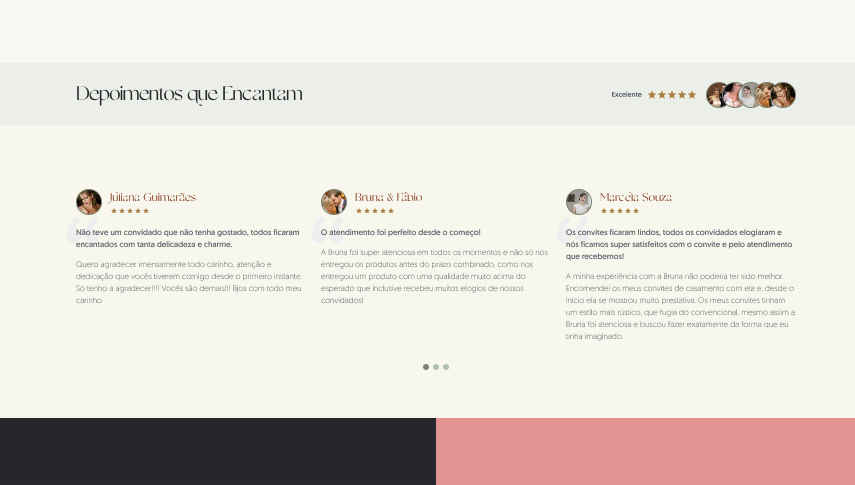 Depoimentos que Encantam
Excelente
Juliana Guimarães
Não teve um convidado que não tenha gostado, todos ficaram
encantados com tanta delicadeza e charme.
Quero agradecer imensamente todo carinho, atenção e
dedicação que vocês tiverem comigo desde o primeiro instante.
Só tenho a agradecer!!!! Vocês são demais!!! Bjos com todo meu
carinho
Bruna & Fábio
O atendimento foi perfeito desde o começo!
A Bruna foi super atenciosa em todos os momentos e não só nos
entregou os produtos antes do prazo combinado, como nos
entregou um produto com uma qualidade muito acima do
esperado que inclusive recebeu muitos elogios de nossos
convidados!
Marcela Souza
Os convites ficaram lindos, todos os convidados elogiaram e
nós ficamos super satisfeitos com o convite e pelo atendimento
que recebemos!
A minha experiência com a Bruna não poderia ter sido melhor.
Encomendei os meus convites de casamento com ela e, desde o
início ela se mostrou muito prestativa. Os meus convites tinham
um estilo mais rústico, que fugia do convencional, mesmo assim a
Bruna foi atenciosa e buscou fazer exatamente da forma que eu
tinha imaginado.